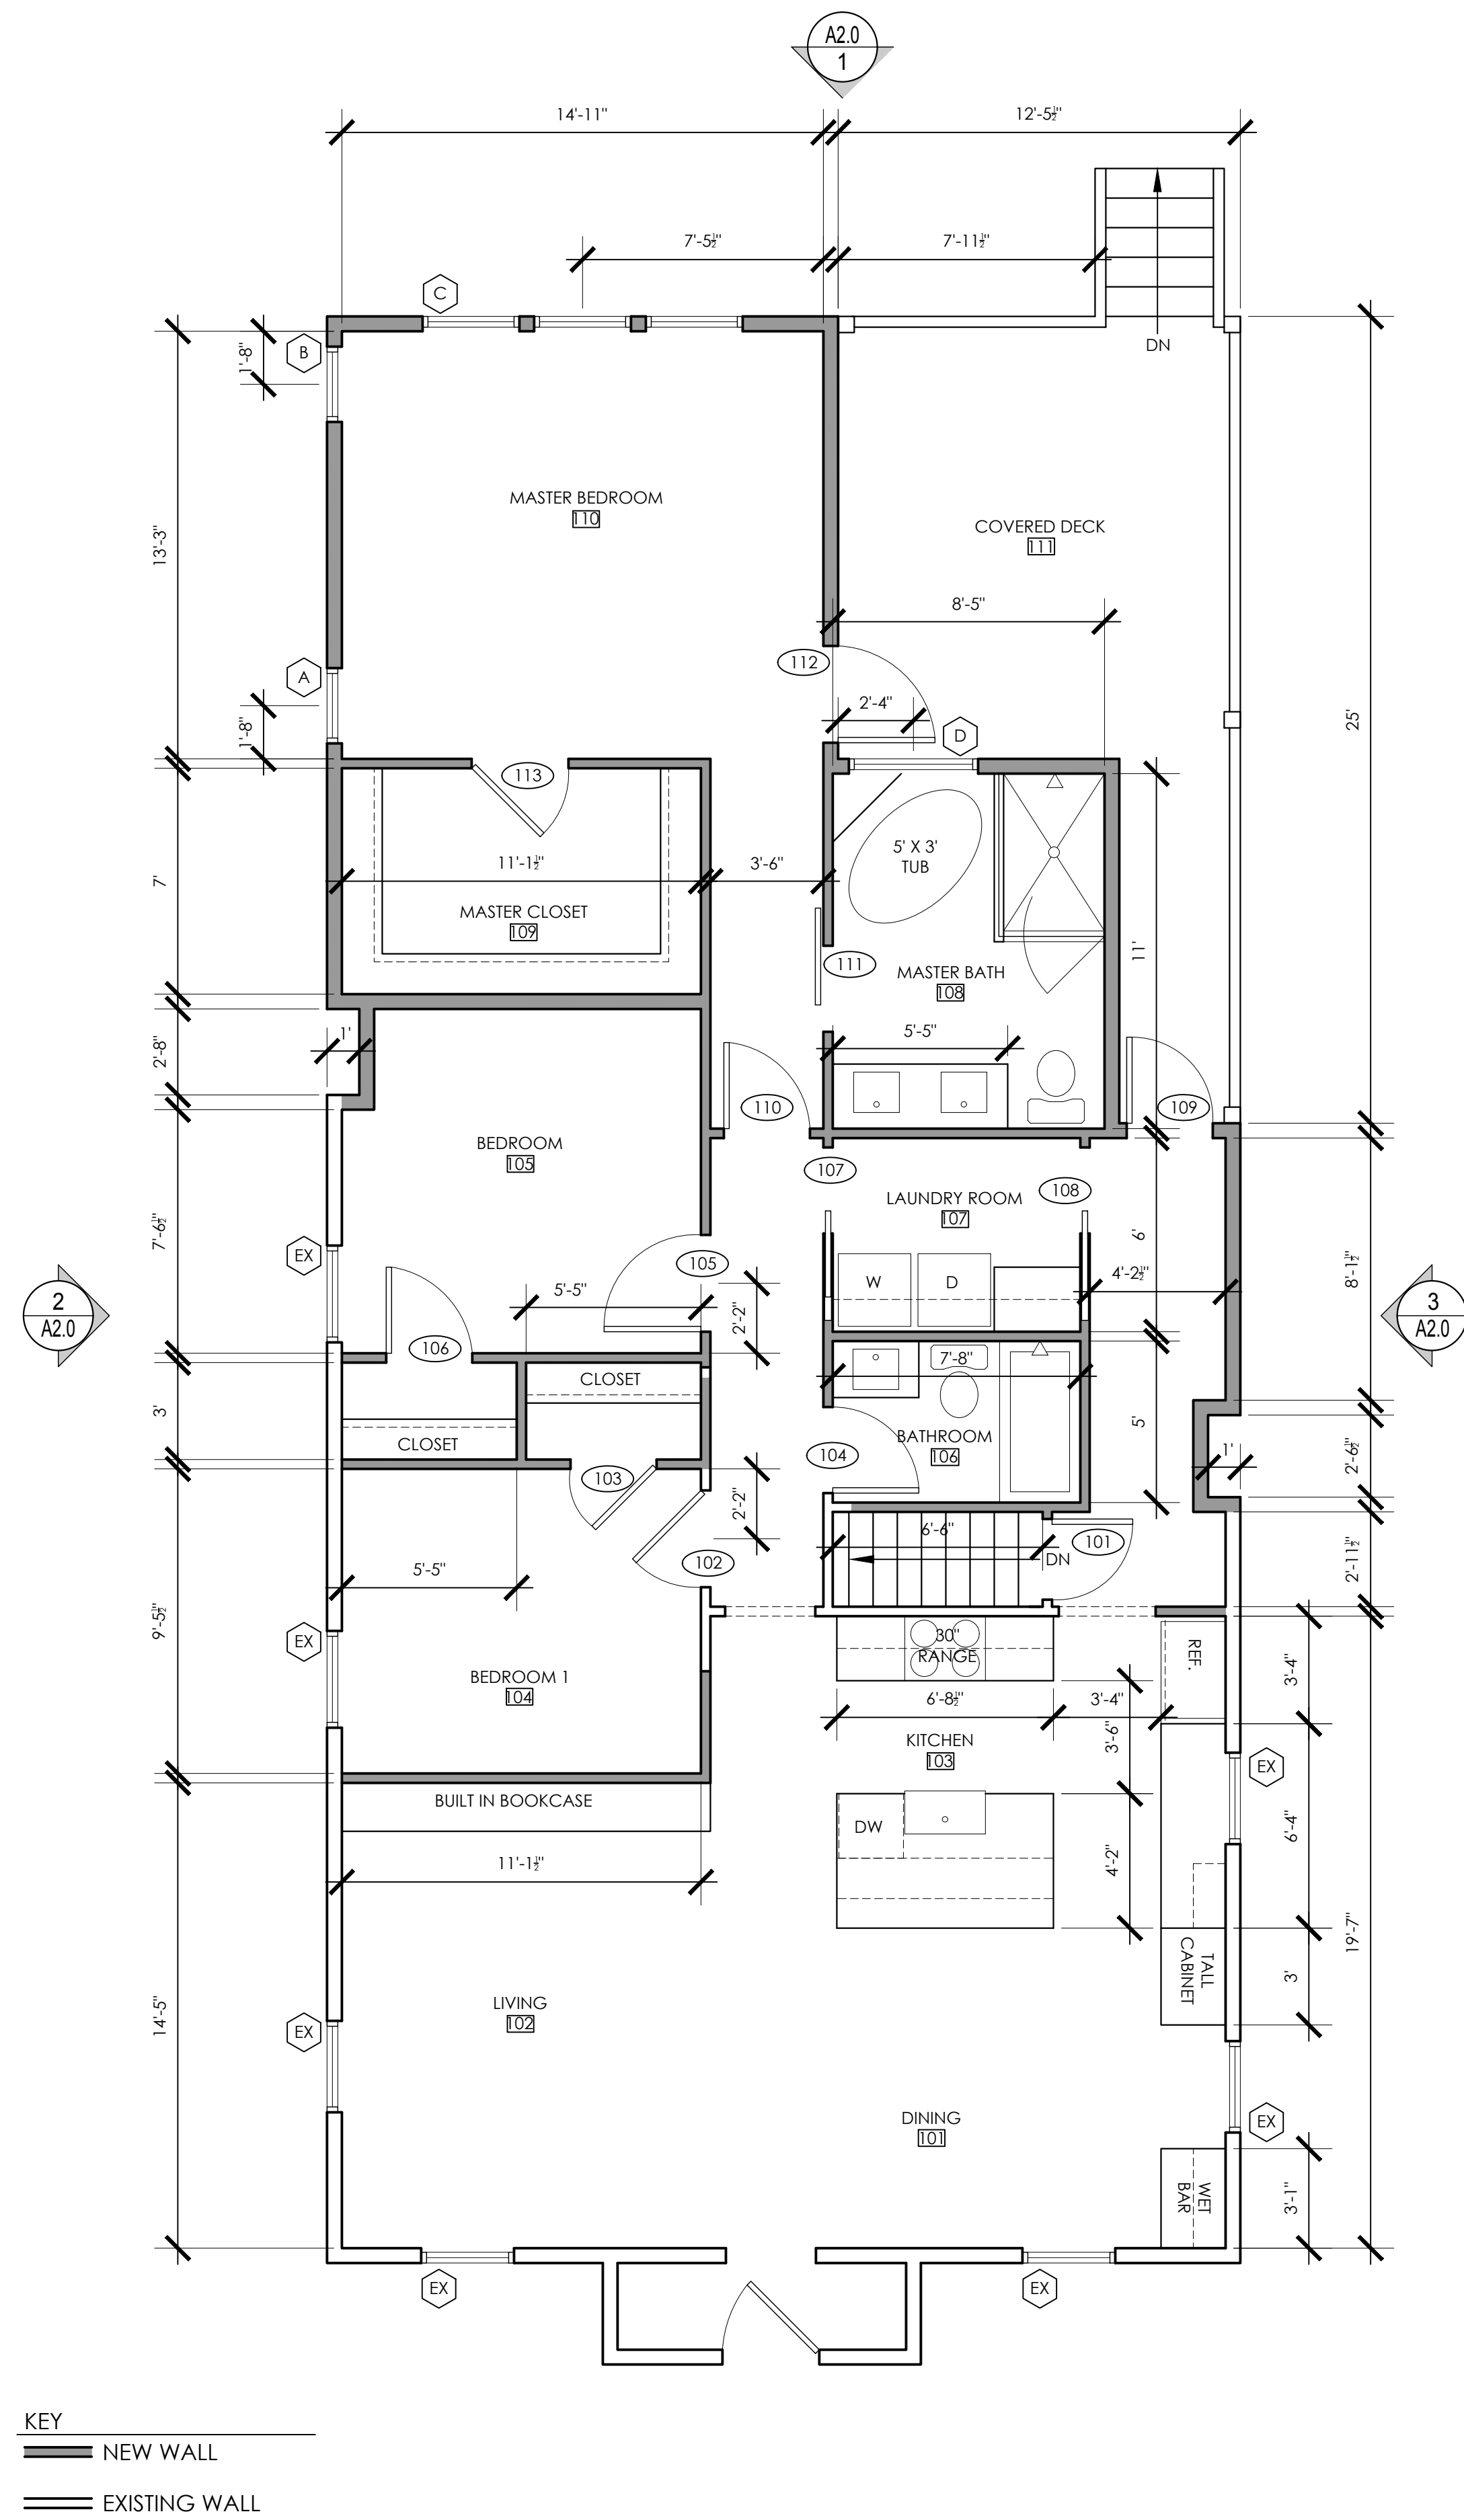 A2.0
1
14'-11"
12'-5½"
7'-5½"
7'-11½"
C
B
1'-8"
DN
MASTER BEDROOM
110
COVERED DECK
111
13'-3"
25'
8'-5"
112
A
2'-4"
1'-8"
D
113
5' X 3'
TUB
11'-1½"
3'-6"
7'
MASTER CLOSET
109
111
MASTER BATH
108
11'
1'
2'-8"
5'-5"
110
109
BEDROOM
105
107
108
LAUNDRY ROOM
107
7'-6½"
EX
105
6'
4'-2½"
8'-1½"
W
D
5'-5"
2'-2"
2
A2.0
3
A2.0
106
CLOSET
7'-8"
3'
CLOSET
5'
BATHROOM
106
104
1'
2'-6½"
103
2'-2"
6'-6"
DN
101
102
5'-5"
2'-11½"
9'-5½"
EX
30"
RANGE
REF.
3'-4"
BEDROOM 1
104
6'-8½"
3'-4"
3'-6"
KITCHEN
103
EX
BUILT IN BOOKCASE
DW
6'-4"
4'-2"
11'-1½"
19'-7"
TALL
CABINET
3'
14'-5"
LIVING
102
EX
DINING
101
EX
WET
BAR
3'-1"
EX
EX
KEY
NEW WALL
EXISTING WALL